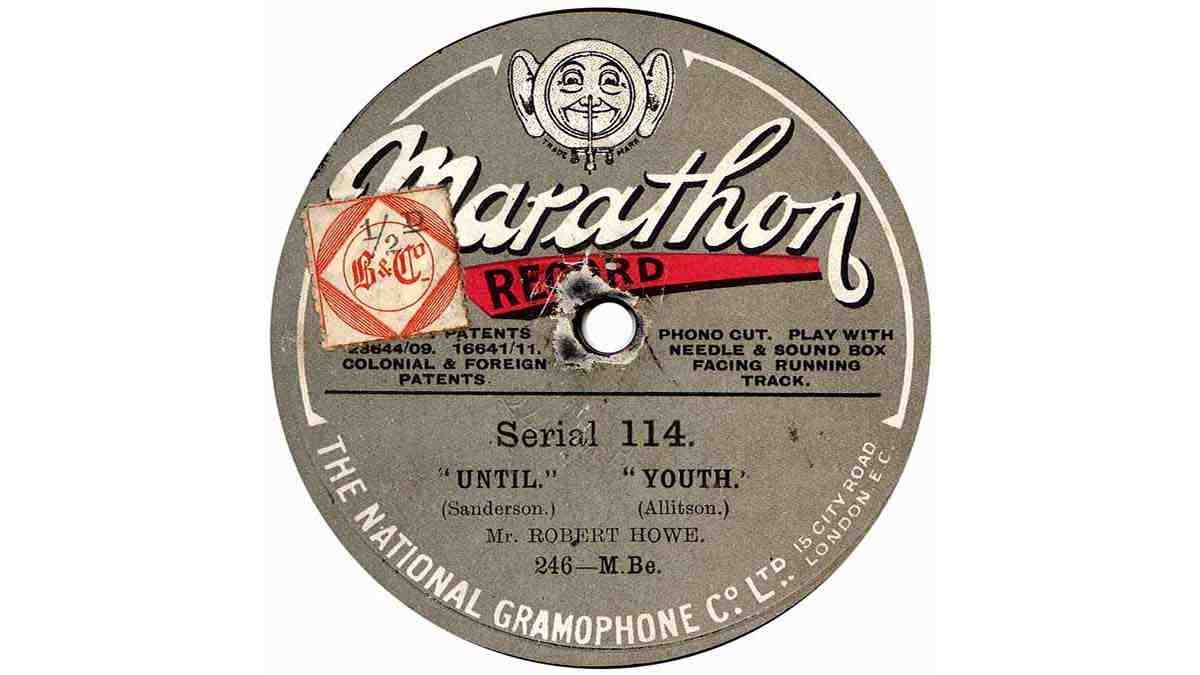 TRADE MARK
Marathon
RECORD
1/2 D
B & Co.
PATENTS
28644/09. 16641/11.
COLONIAL & FOREIGN
PATENTS.
PHONO CUT. PLAY WITH
NEEDLE & SOUND BOX
FACING RUNNING
TRACK.
Serial 114.
"UNTIL." "YOUTH.'
(Sanderson.) (Allitson.)
Mr. ROBERT HOWE.
246—M.Be.
THE NATIONAL GRAMOPHONE Co. LTD.
15 CITY ROAD
LONDON. E.C.